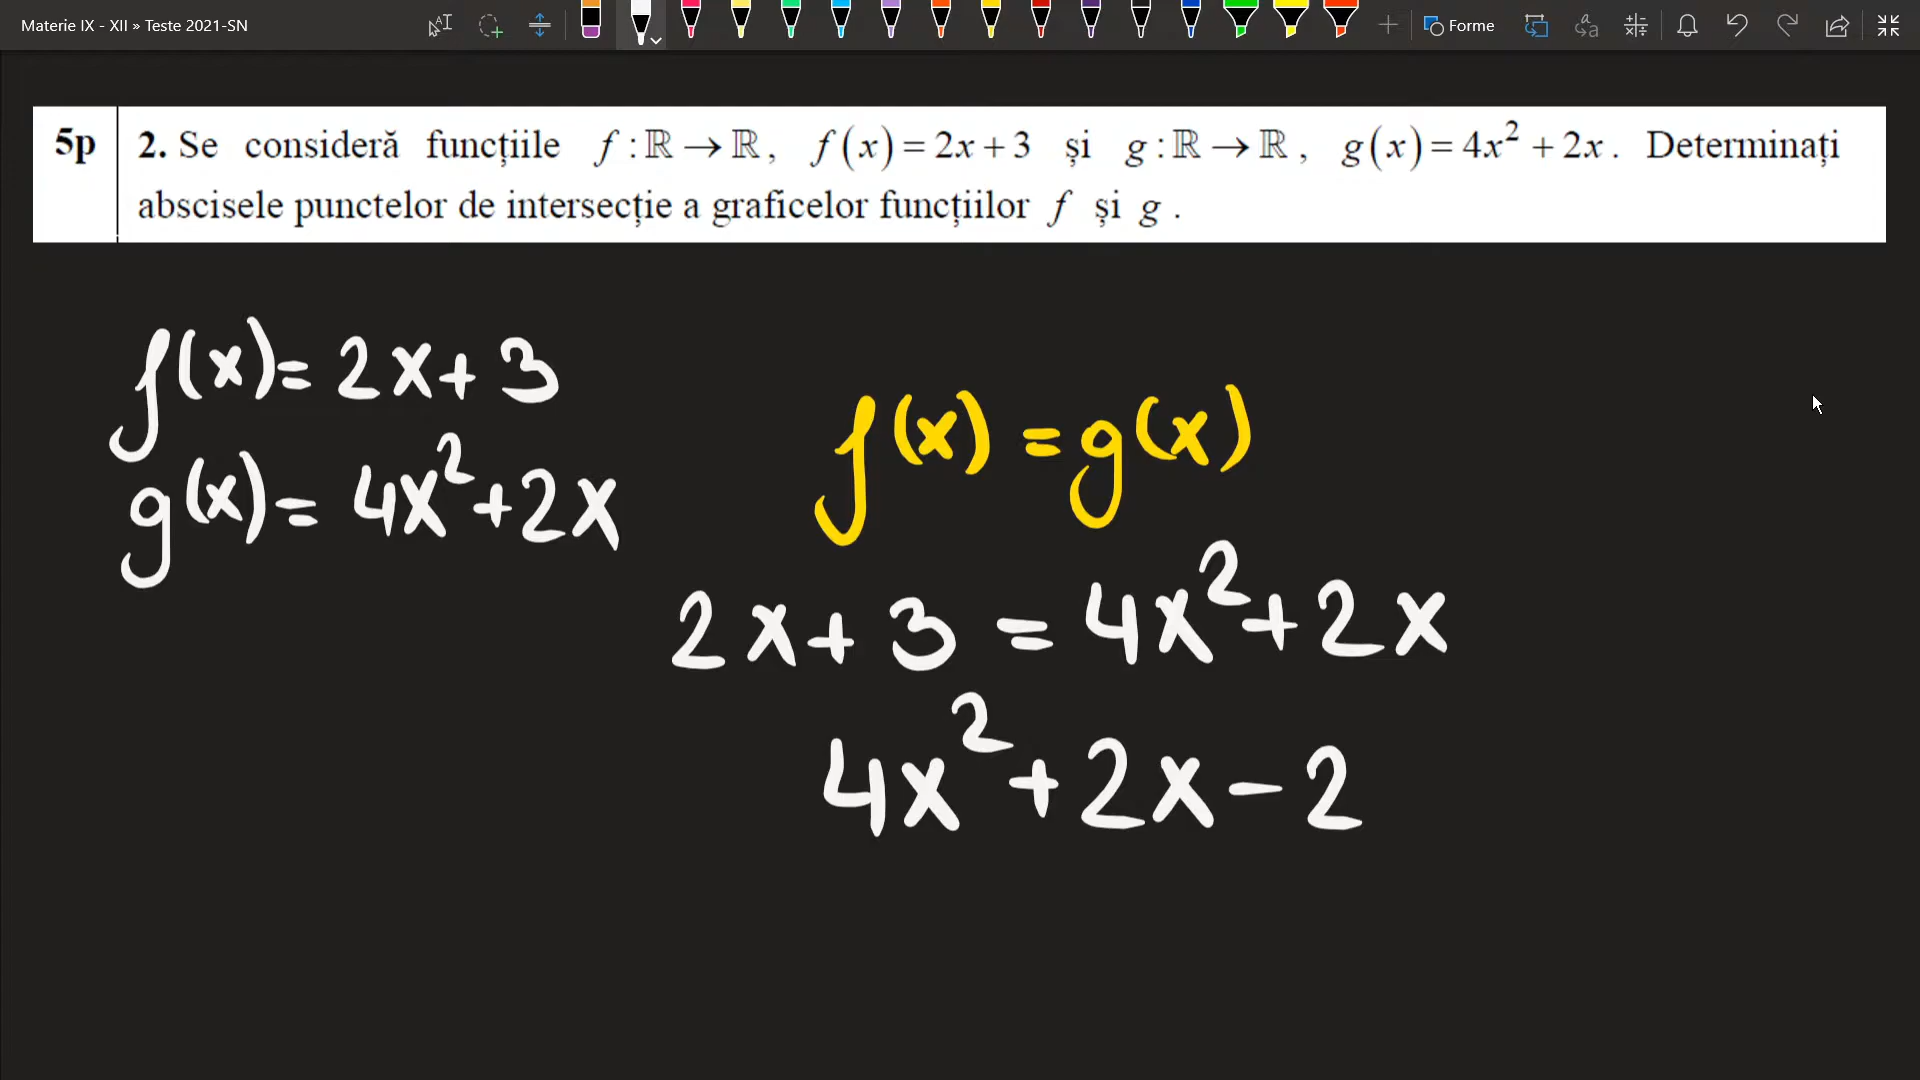 Materie IX - XII » Teste 2021-SN
Forme
5p
2. Se consideră funcțiile f : ℝ → ℝ, f(x) = 2x + 3 și g : ℝ → ℝ, g(x) = 4x² + 2x. Determinați
abscisele punctelor de intersecție a graficelor funcțiilor f și g.
f(x) = 2x + 3
g(x) = 4x² + 2x
f(x) = g(x)
2x + 3 = 4x² + 2x
4x² + 2x - 2